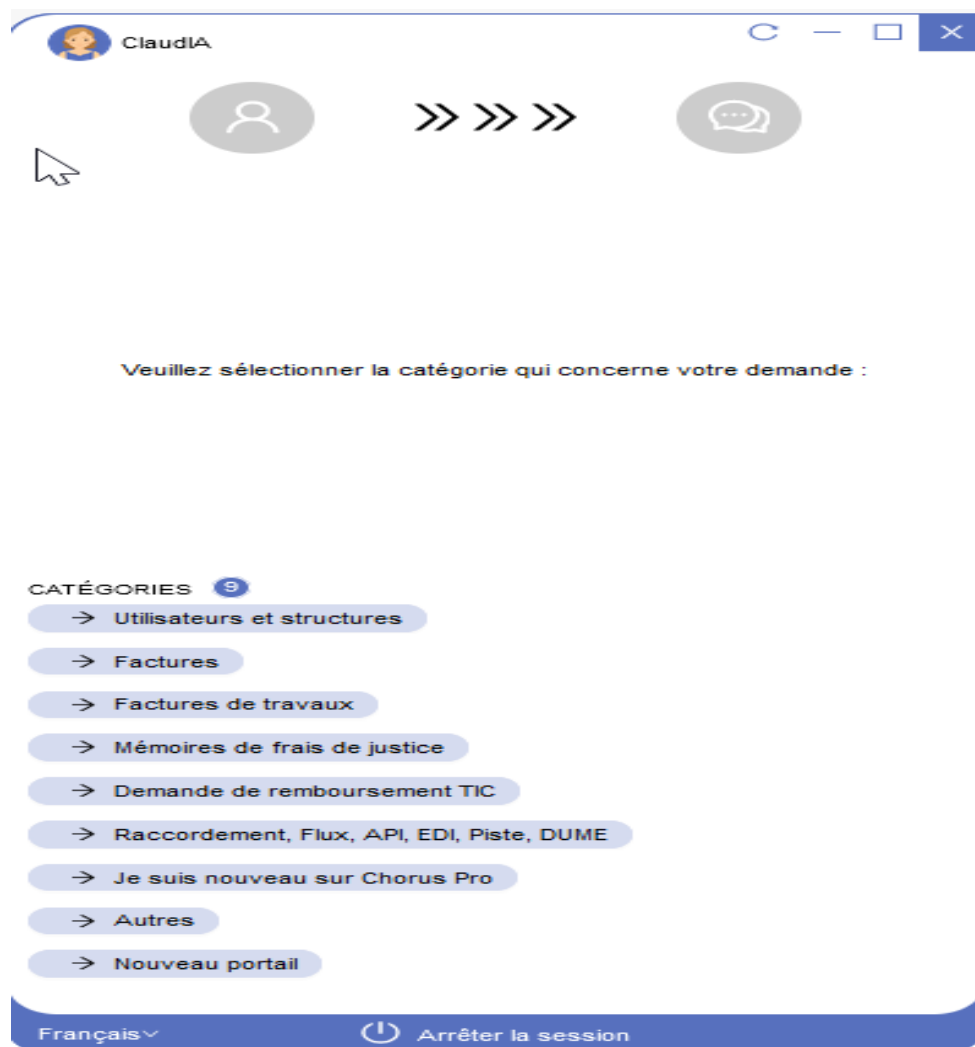 ClaudIA
Veuillez sélectionner la catégorie qui concerne votre demande :
CATÉGORIES 9
→ Utilisateurs et structures
→ Factures
→ Factures de travaux
→ Mémoires de frais de justice
→ Demande de remboursement TIC
→ Raccordement, Flux, API, EDI, Piste, DUME
→ Je suis nouveau sur Chorus Pro
→ Autres
→ Nouveau portail
Français Arrêter la session